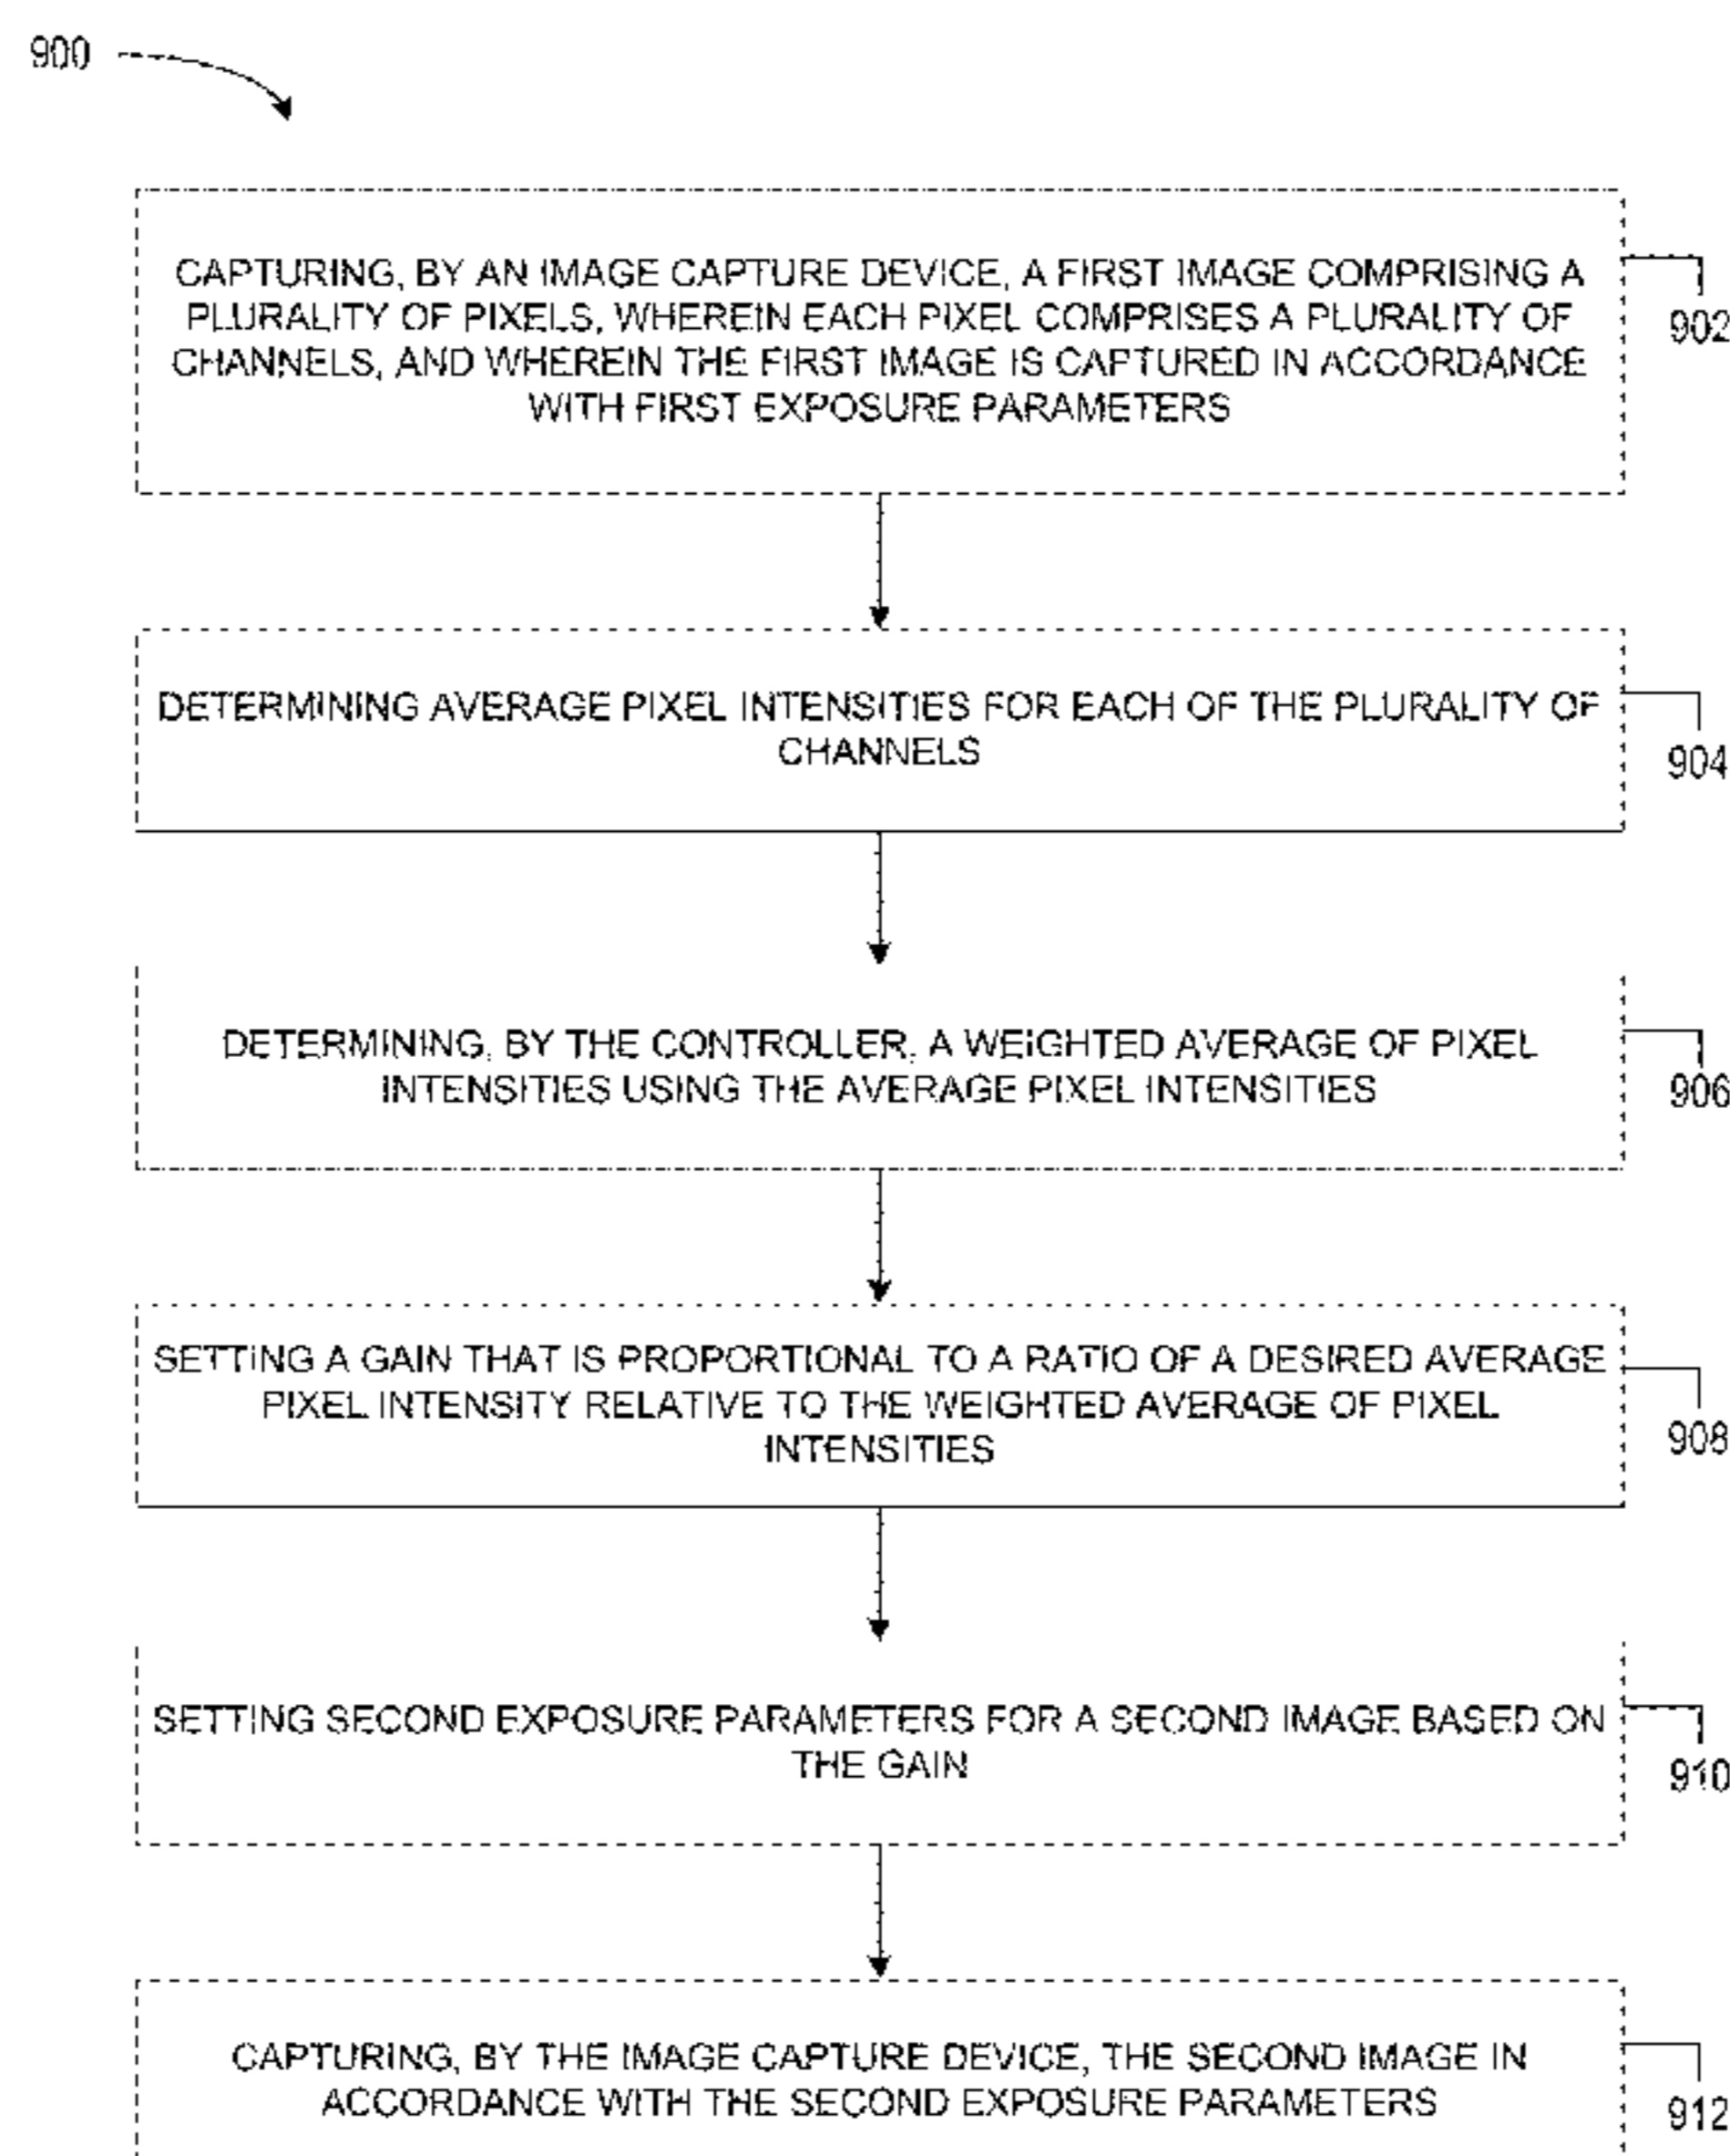 900
CAPTURING, BY AN IMAGE CAPTURE DEVICE, A FIRST IMAGE COMPRISING A
PLURALITY OF PIXELS, WHEREIN EACH PIXEL COMPRISES A PLURALITY OF
CHANNELS, AND WHEREIN THE FIRST IMAGE IS CAPTURED IN ACCORDANCE
WITH FIRST EXPOSURE PARAMETERS
902
DETERMINING AVERAGE PIXEL INTENSITIES FOR EACH OF THE PLURALITY OF
CHANNELS
904
DETERMINING, BY THE CONTROLLER, A WEIGHTED AVERAGE OF PIXEL
INTENSITIES USING THE AVERAGE PIXEL INTENSITIES
906
SETTING A GAIN THAT IS PROPORTIONAL TO A RATIO OF A DESIRED AVERAGE
PIXEL INTENSITY RELATIVE TO THE WEIGHTED AVERAGE OF PIXEL
INTENSITIES
908
SETTING SECOND EXPOSURE PARAMETERS FOR A SECOND IMAGE BASED ON
THE GAIN
910
CAPTURING, BY THE IMAGE CAPTURE DEVICE, THE SECOND IMAGE IN
ACCORDANCE WITH THE SECOND EXPOSURE PARAMETERS
912